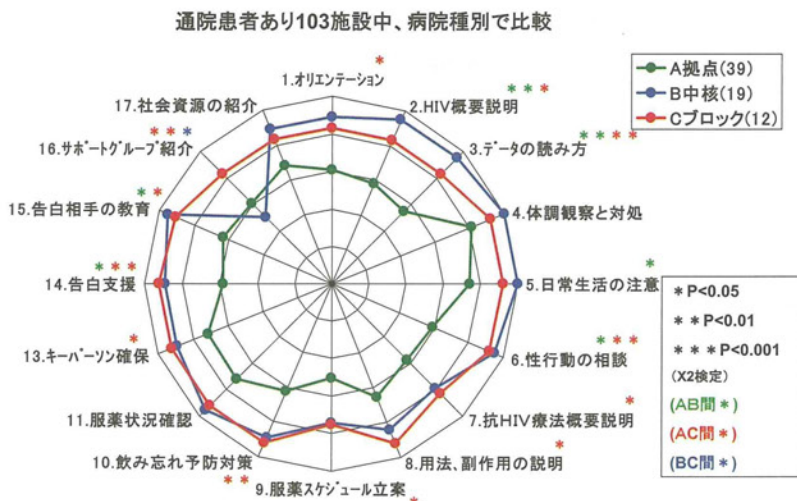 通院患者あり103施設中、病院種別で比較
A拠点(39)
B中核(19)
Cブロック(12)
*
1.オリエンテーション
***
2.HIV概要説明
****
3.データの読み方
4.体調観察と対処
*
5.日常生活の注意
***
6.性行動の相談
*
7.抗HIV療法概要説明
*
8.用法、副作用の説明
*
9.服薬スケジュール立案
10.飲み忘れ予防対策
**
11.服薬状況確認
*
13.キーパーソン確保
***
14.告白支援
**
15.告白相手の教育
***
16.サポートグループ紹介
17.社会資源の紹介
*P<0.05
**P<0.01
***P<0.001
(X2検定)
(AB間*)
(AC間*)
(BC間*)